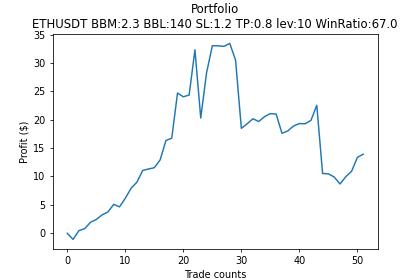 Portfolio
ETHUSDT BBM:2.3 BBL:140 SL:1.2 TP:0.8 lev:10 WinRatio:67.0
35
30
25
20
15
10
5
0
Profit ($)
0 10 20 30 40 50
Trade counts